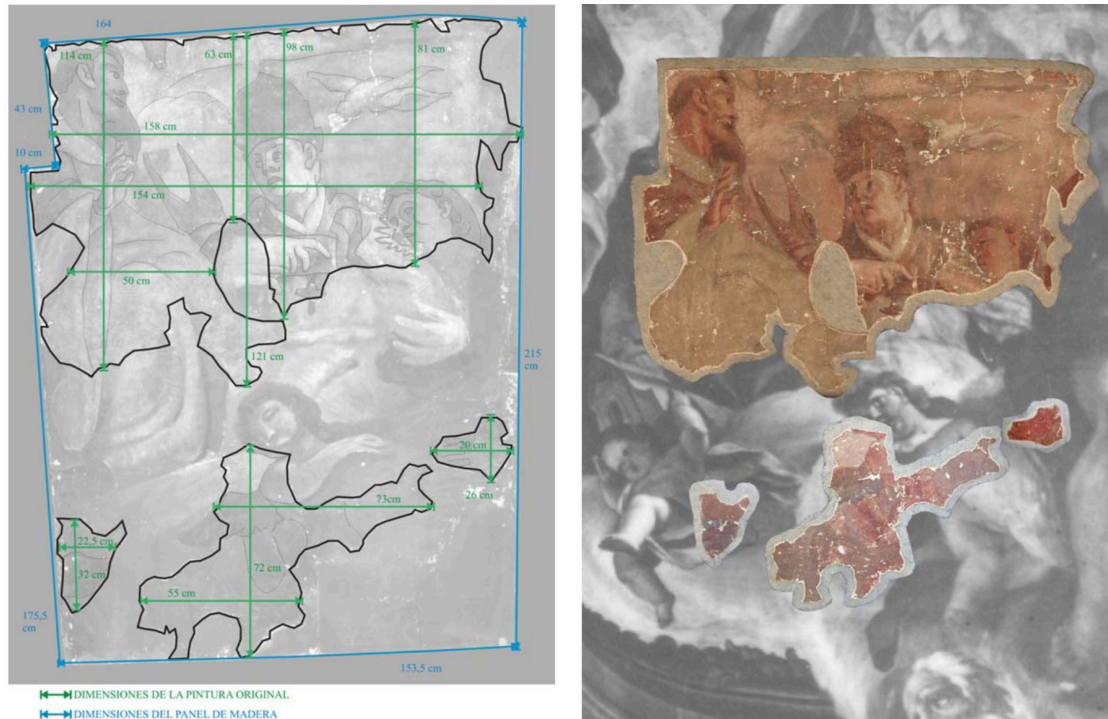 164
114 cm
63 cm
98 cm
81 cm
43 cm
158 cm
10 cm
154 cm
50 cm
121 cm
215
cm
20 cm
26 cm
73cm
22,5 cm
32 cm
72 cm
55 cm
175,5
cm
153,5 cm
DIMENSIONES DE LA PINTURA ORIGINAL
DIMENSIONES DEL PANEL DE MADERA